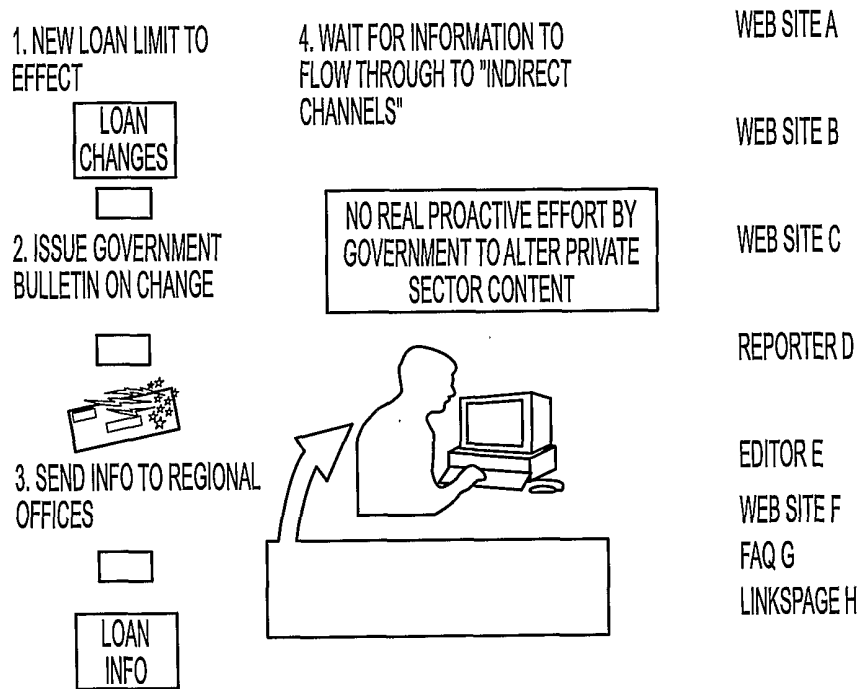 1. NEW LOAN LIMIT TO
EFFECT
LOAN
CHANGES
2. ISSUE GOVERNMENT
BULLETIN ON CHANGE
3. SEND INFO TO REGIONAL
OFFICES
LOAN
INFO
4. WAIT FOR INFORMATION TO
FLOW THROUGH TO "INDIRECT
CHANNELS"
NO REAL PROACTIVE EFFORT BY
GOVERNMENT TO ALTER PRIVATE
SECTOR CONTENT
WEB SITE A
WEB SITE B
WEB SITE C
REPORTER D
EDITOR E
WEB SITE F
FAQ G
LINKSPAGE H